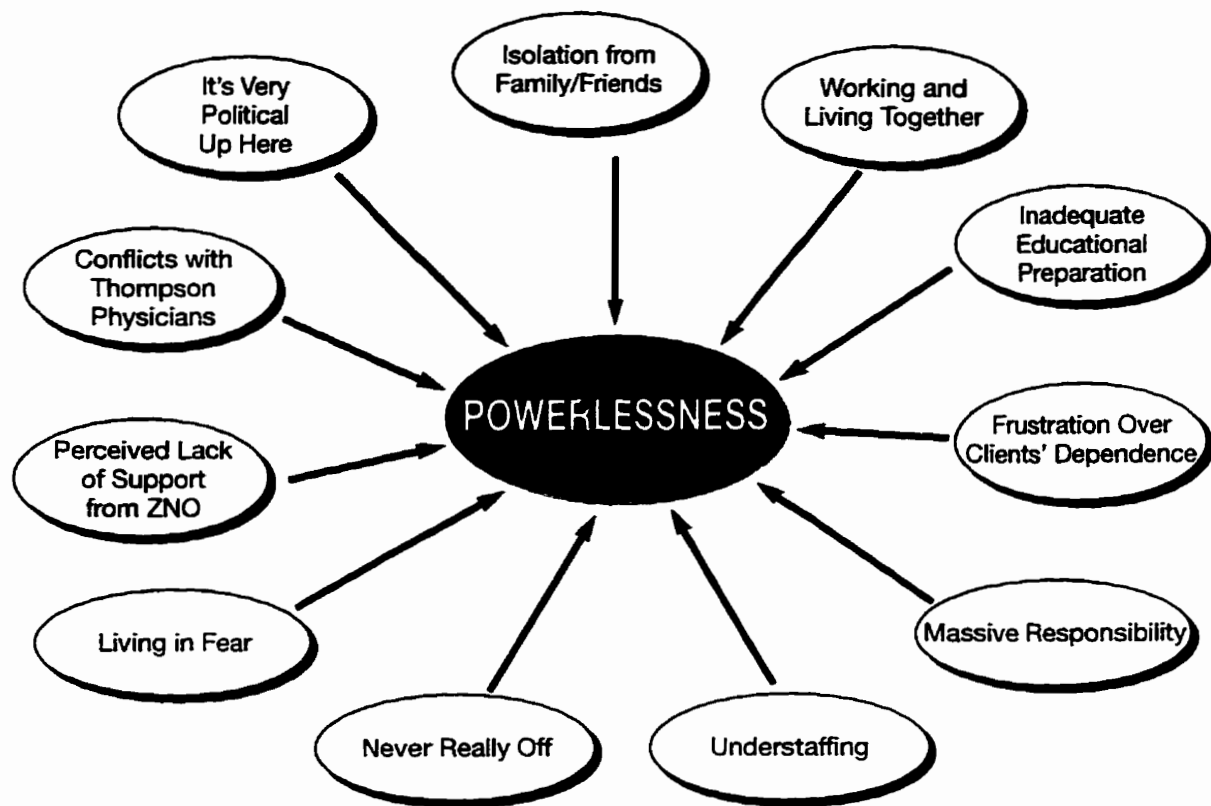 Isolation from
Family/Friends
It's Very
Political
Up Here
Working and
Living Together
Inadequate
Educational
Preparation
Conflicts with
Thompson
Physicians
POWERLESSNESS
Frustration Over
Clients' Dependence
Perceived Lack
of Support
from ZNO
Living in Fear
Massive Responsibility
Never Really Off
Understaffing